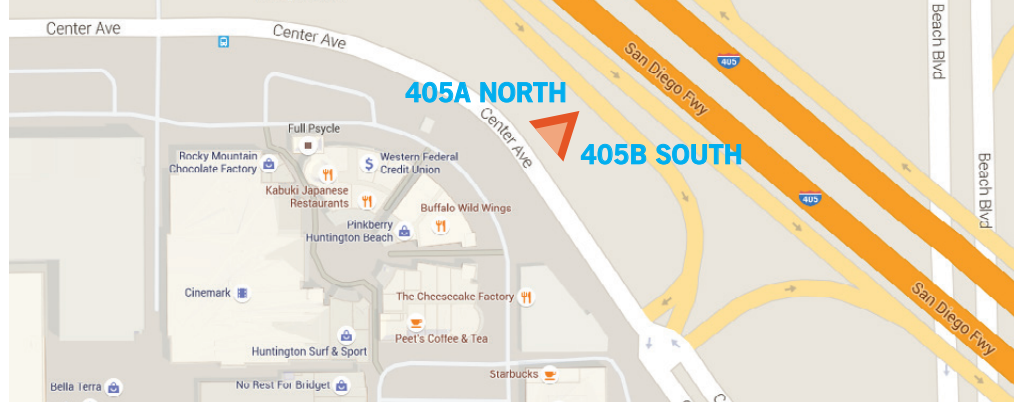 Center Ave
Center Ave
San Diego Fwy
405
Beach Blvd
405A NORTH
Center Ave
405B SOUTH
Full Psycle
Rocky Mountain
Chocolate Factory
$
Western Federal
Credit Union
Kabuki Japanese
Restaurants
Buffalo Wild Wings
Pinkberry
Huntington Beach
405
Beach Blvd
Cinemark
The Cheesecake Factory
San Diego Fwy
Peet's Coffee & Tea
Huntington Surf & Sport
Starbucks
Bella Terra
No Rest For Bridget